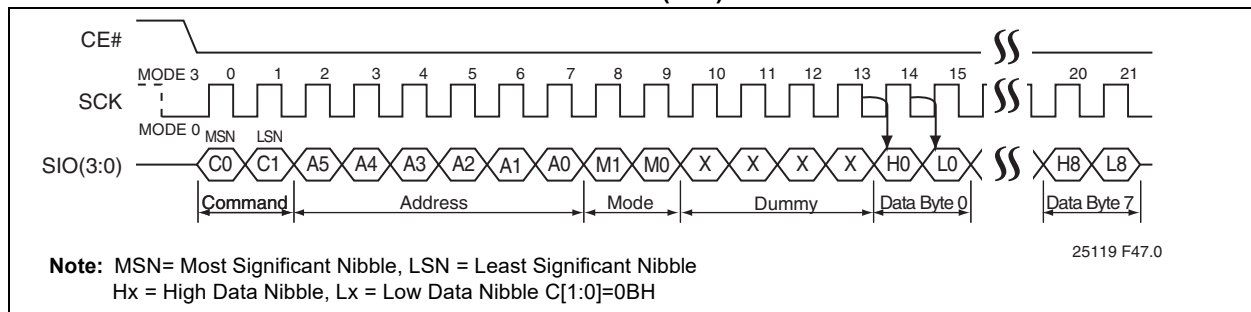 CE#
MODE 3 0 1 2 3 4 5 6 7 8 9 10 11 12 13 14 15 20 21
SCK
MODE 0
MSN LSN
SIO(3:0) C0 C1 A5 A4 A3 A2 A1 A0 M1 M0 X X X X H0 L0 H8 L8
Command Address Mode Dummy Data Byte 0 Data Byte 7
25119 F47.0
Note: MSN= Most Significant Nibble, LSN = Least Significant Nibble
Hx = High Data Nibble, Lx = Low Data Nibble C[1:0]=0BH